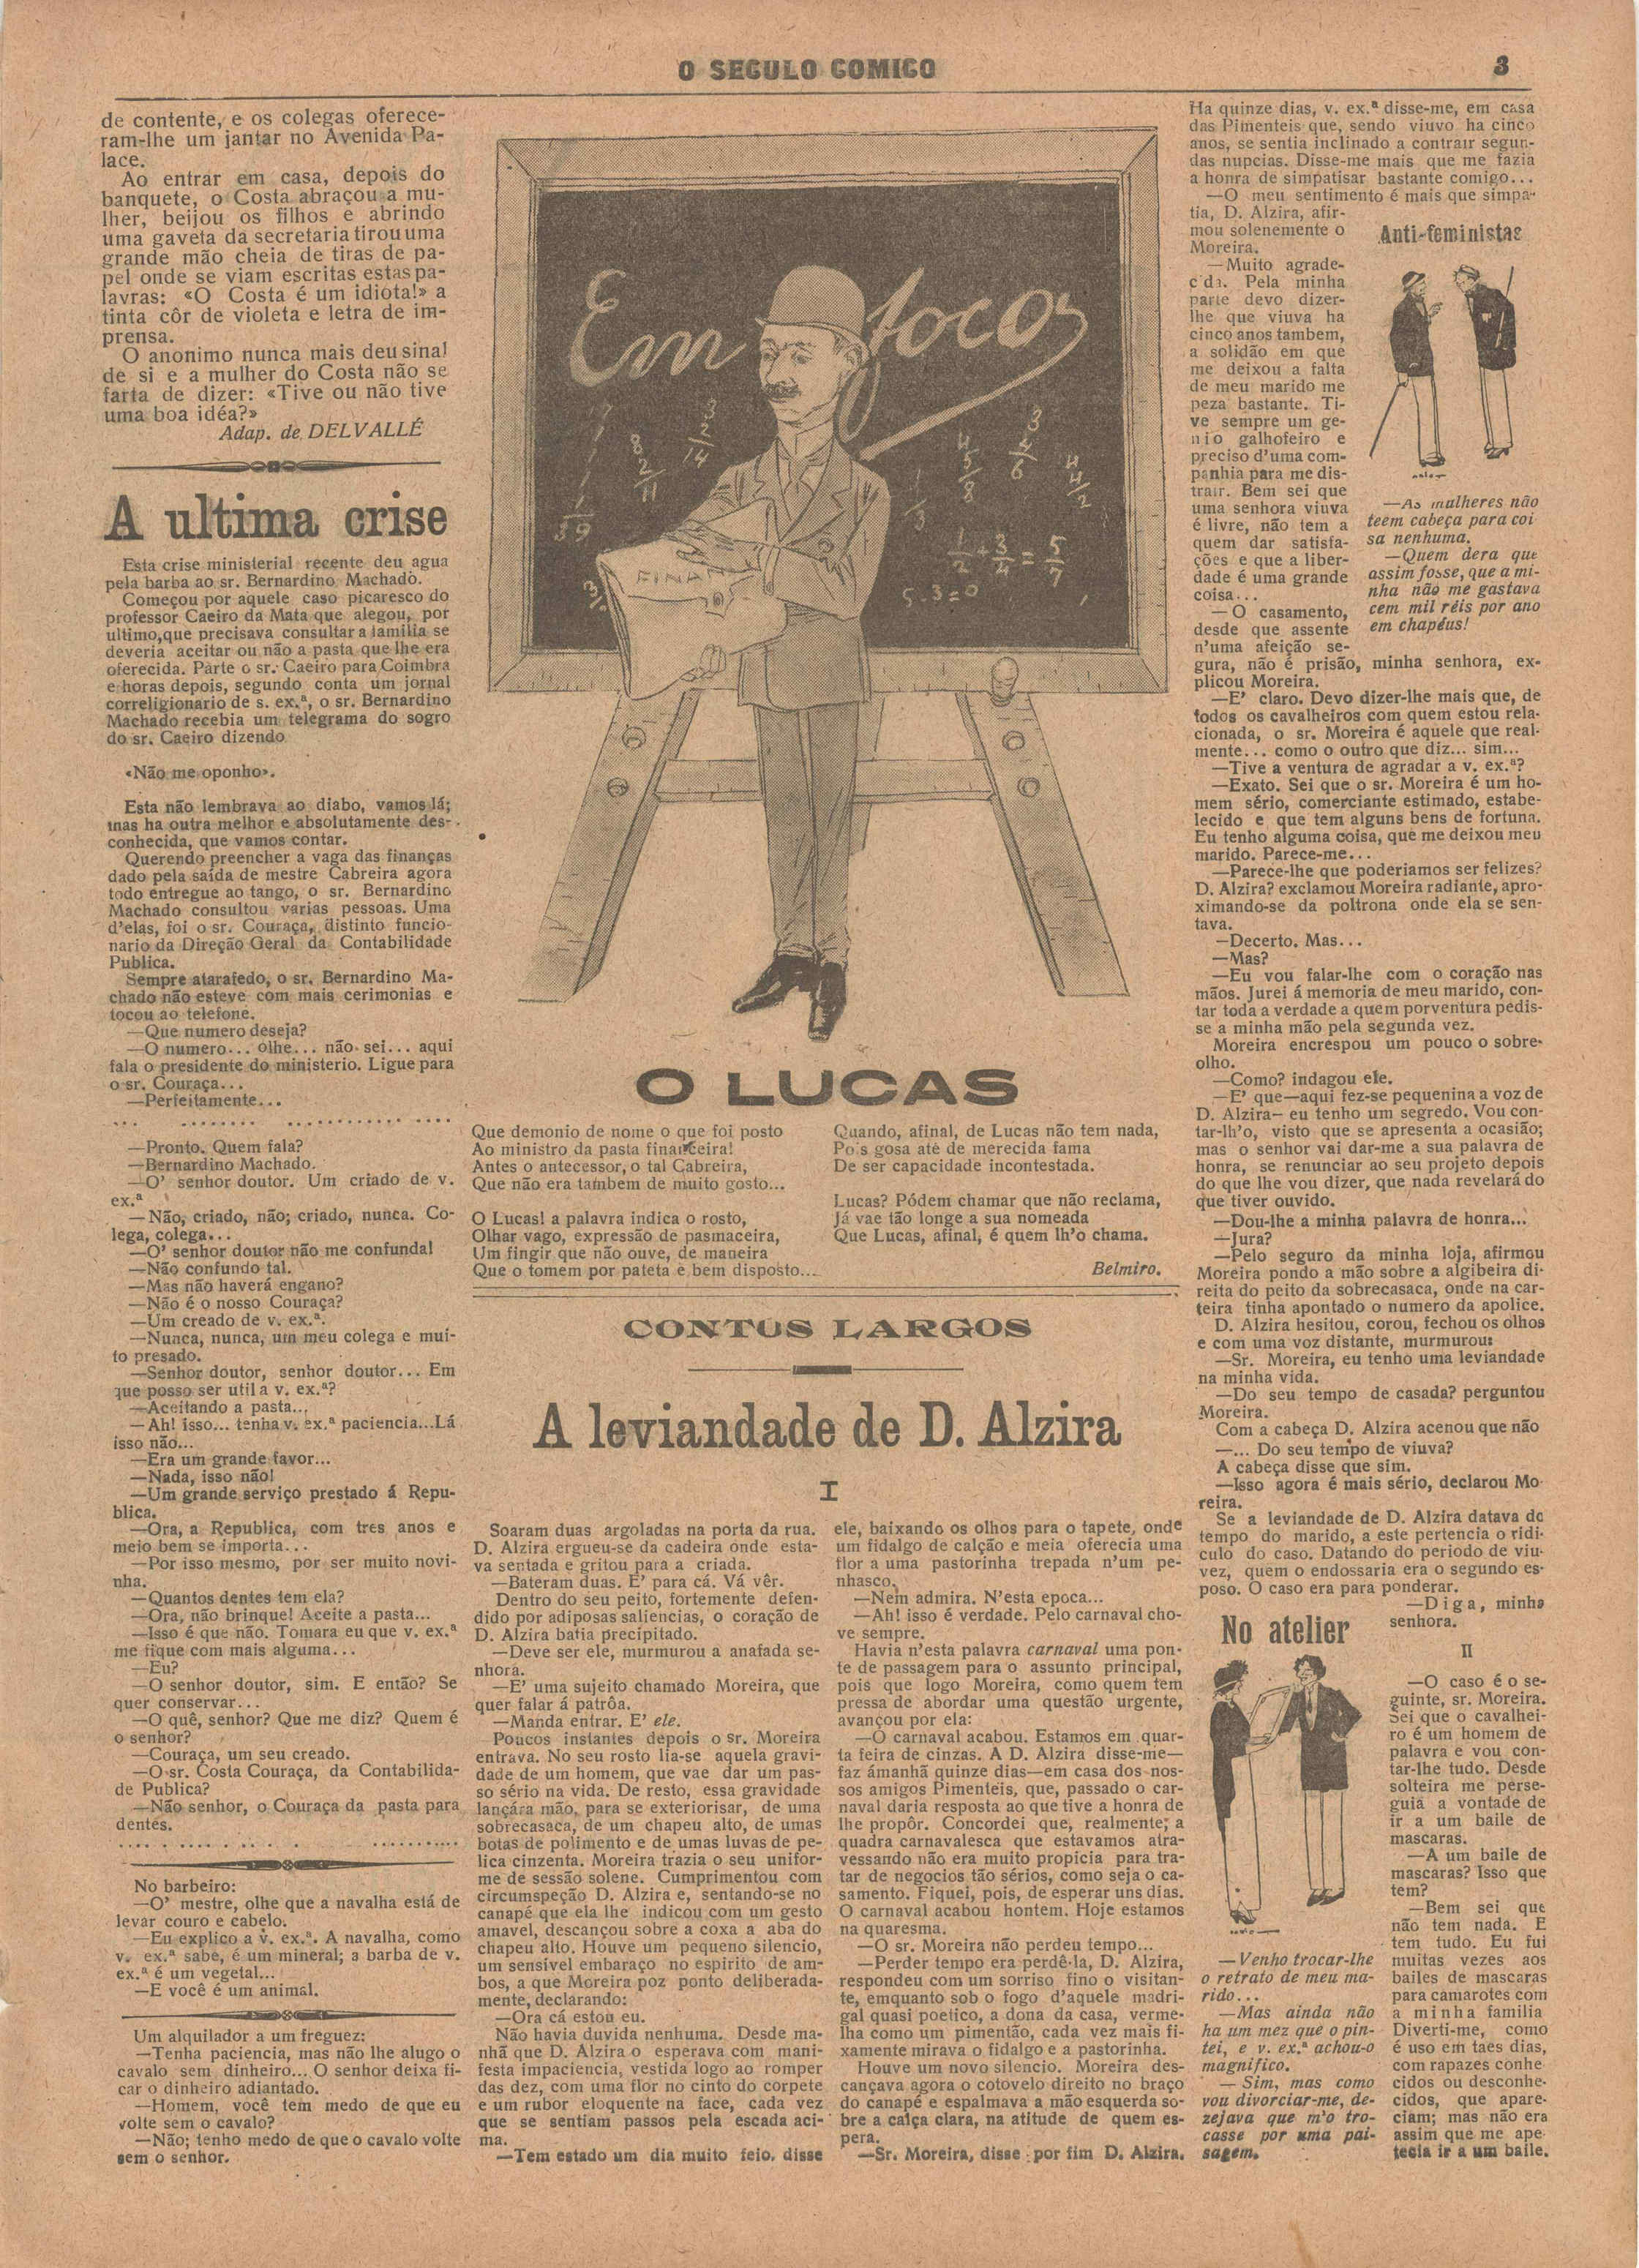 O SECULO COMICO
3
de contente, e os colegas oferece-
ram-lhe um jantar no Avenida Pa-
lace.
Ao entrar em casa, depois do
banquete, o Costa abraçou a mu-
lher, beijou os filhos e abrindo
uma gaveta da secretaria tirou uma
grande mão cheia de tiras de pa-
pel onde se viam escritas estas pa-
lavras: «O Costa é um idiota!» a
tinta côr de violeta e letra de im-
prensa.
O anonimo nunca mais deu sinal
de si e a mulher do Costa não se
farta de dizer: «Tive ou não tive
uma boa idéa?»
Adap. de DELVALLÉ
A ultima crise
Esta crise ministerial recente deu agua
pela barba ao sr. Bernardino Machado.
Começou por aquele caso picaresco do
professor Caeiro da Mata que alegou, por
ultimo,que precisava consultar a familia se
deveria aceitar ou não a pasta que lhe era
oferecida. Parte o sr. Caeiro para Coimbra
e horas depois, segundo conta um jornal
correligionario de s. ex.ª, o sr. Bernardino
Machado recebia um telegrama do sogro
do sr. Caeiro dizendo
«Não me oponho».
Esta não lembrava ao diabo, vamos lá;
mas ha outra melhor e absolutamente des-
conhecida, que vamos contar.
Querendo preencher a vaga das finanças
dado pela saída de mestre Cabreira agora
todo entregue ao tango, o sr. Bernardino
Machado consultou varias pessoas. Uma
d'elas, foi o sr. Couraça, distinto funcio-
nario da Direção Geral da Contabilidade
Publica.
Sempre atarafedo, o sr. Bernardino Ma-
chado não esteve com mais cerimonias e
tocou ao telefone.
—Que numero deseja?
—O numero... olhe... não sei... aqui
fala o presidente do ministerio. Ligue para
o sr. Couraça...
—Perfeitamente...
... ....... .............. ....
—Pronto. Quem fala?
—Bernardino Machado.
—O' senhor doutor. Um criado de v.
ex.ª
—Não, criado, não; criado, nunca. Co-
lega, colega...
—O' senhor doutor não me confunda!
—Não confundo tal.
—Mas não haverá engano?
—Não é o nosso Couraça?
—Um creado de v. ex.ª.
—Nunca, nunca, um meu colega e mui-
to presado.
—Senhor doutor, senhor doutor... Em
que posso ser util a v. ex.ª?
—Aceitando a pasta...
—Ah! isso... tenha v. ex.ª paciencia...Lá
isso não...
—Era um grande favor...
—Nada, isso não!
—Um grande serviço prestado á Repu-
blica.
—Ora, a Republica, com tres anos e
meio bem se importa...
—Por isso mesmo, por ser muito novi-
nha.
—Quantos dentes tem ela?
—Ora, não brinque! Aceite a pasta...
—Isso é que não. Tomara eu que v. ex.ª
me fique com mais alguma...
—Eu?
—O senhor doutor, sim. E então? Se
quer conservar...
—O quê, senhor? Que me diz? Quem é
o senhor?
—Couraça, um seu creado.
—O sr. Costa Couraça, da Contabilida-
de Publica?
—Não senhor, o Couraça da pasta para
dentes.
.... ....... .. . .. ...........
No barbeiro:
—O' mestre, olhe que a navalha está de
levar couro e cabelo.
—Eu explico a v. ex.ª. A navalha, como
v. ex.ª sabe, é um mineral; a barba de v.
ex.ª é um vegetal...
—E você é um animal.
Um alquilador a um freguez:
—Tenha paciencia, mas não lhe alugo o
cavalo sem dinheiro... O senhor deixa fi-
car o dinheiro adiantado.
—Homem, você tem medo de que eu
volte sem o cavalo?
—Não; tenho medo de que o cavalo volte
sem o senhor.
Em foco
FINAN
3
2
14
8
2
11
1
39
4
5
8
3
2
6
4
4
2
1
3
1/2 + 3/4 = 5/7
5.3=0
O LUCAS
Que demonio de nome o que foi posto
Ao ministro da pasta financeira!
Antes o antecessor, o tal Cabreira,
Que não era tambem de muito gosto...
O Lucas! a palavra indica o rosto,
Olhar vago, expressão de pasmaceira,
Um fingir que não ouve, de maneira
Que o tomem por pateta e bem disposto...
Quando, afinal, de Lucas não tem nada,
Pois gosa até de merecida fama
De ser capacidade incontestada.
Lucas? Pódem chamar que não reclama,
Já vae tão longe a sua nomeada
Que Lucas, afinal, é quem lh'o chama.
Belmiro.
CONTOS LARGOS
A leviandade de D. Alzira
I
Soaram duas argoladas na porta da rua.
D. Alzira ergueu-se da cadeira onde esta-
va sentada e gritou para a criada.
—Bateram duas. E' para cá. Vá vêr.
Dentro do seu peito, fortemente defen-
dido por adiposas saliencias, o coração de
D. Alzira batia precipitado.
—Deve ser ele, murmurou a anafada se-
nhora.
—E' uma sujeito chamado Moreira, que
quer falar á patrôa.
—Manda entrar. E' ele.
Poucos instantes depois o sr. Moreira
entrava. No seu rosto lia-se aquela gravi-
dade de um homem, que vae dar um pas-
so sério na vida. De resto, essa gravidade
lançára mão, para se exteriorisar, de uma
sobrecasaca, de um chapeu alto, de umas
botas de polimento e de umas luvas de pe-
lica cinzenta. Moreira trazia o seu unifor-
me de sessão solene. Cumprimentou com
circumspeção D. Alzira e, sentando-se no
canapé que ela lhe indicou com um gesto
amavel, descançou sobre a coxa a aba do
chapeu alto. Houve um pequeno silencio,
um sensivel embaraço no espirito de am-
bos, a que Moreira poz ponto deliberada-
mente, declarando:
—Ora cá estou eu.
Não havia duvida nenhuma. Desde ma-
nhã que D. Alzira o esperava com mani-
festa impaciencia, vestida logo ao romper
das dez, com uma flor no cinto do corpete
e um rubor eloquente na face, cada vez
que se sentiam passos pela escada aci-
ma.
—Tem estado um dia muito feio, disse
ele, baixando os olhos para o tapete, onde
um fidalgo de calção e meia oferecia uma
flor a uma pastorinha trepada n'um pe-
nhasco.
—Nem admira. N'esta epoca...
—Ah! isso é verdade. Pelo carnaval cho-
ve sempre.
Havia n'esta palavra carnaval uma pon-
te de passagem para o assunto principal,
pois que logo Moreira, como quem tem
pressa de abordar uma questão urgente,
avançou por ela:
—O carnaval acabou. Estamos em quar-
ta feira de cinzas. A D. Alzira disse-me—
faz ámanhã quinze dias—em casa dos nos-
sos amigos Pimenteis, que, passado o car-
naval daria resposta ao que tive a honra de
lhe propôr. Concordei que, realmente, a
quadra carnavalesca que estavamos atra-
vessando não era muito propicia para tra-
tar de negocios tão sérios, como seja o ca-
samento. Fiquei, pois, de esperar uns dias.
O carnaval acabou hontem. Hoje estamos
na quaresma.
—O sr. Moreira não perdeu tempo...
—Perder tempo era perdê-la, D. Alzira,
respondeu com um sorriso fino o visitan-
te, emquanto sob o fogo d'aquele madri-
gal quasi poetico, a dona da casa, verme-
lha como um pimentão, cada vez mais fi-
xamente mirava o fidalgo e a pastorinha.
Houve um novo silencio. Moreira des-
cançava agora o cotovelo direito no braço
do canapé e espalmava a mão esquerda so-
bre a calça clara, na atitude de quem es-
pera.
—Sr. Moreira, disse por fim D. Alzira.
Ha quinze dias, v. ex.ª disse-me, em casa
das Pimenteis que, sendo viuvo ha cinco
anos, se sentia inclinado a contrair segun-
das nupcias. Disse-me mais que me fazia
a honra de simpatisar bastante comigo...
—O meu sentimento é mais que simpa-
tia, D. Alzira, afir-
mou solenemente o
Moreira.
—Muito agrade-
cida. Pela minha
parte devo dizer-
lhe que viuva ha
cinco anos tambem,
a solidão em que
me deixou a falta
de meu marido me
peza bastante. Ti-
ve sempre um ge-
nio galhofeiro e
preciso d'uma com-
panhia para me dis-
trair. Bem sei que
uma senhora viuva
é livre, não tem a
quem dar satisfa-
ções e que a liber-
dade é uma grande
coisa...
—O casamento,
desde que assente
n'uma afeição se-
gura, não é prisão, minha senhora, ex-
plicou Moreira.
—E' claro. Devo dizer-lhe mais que, de
todos os cavalheiros com quem estou rela-
cionada, o sr. Moreira é aquele que real-
mente... como o outro que diz... sim...
—Tive a ventura de agradar a v. ex.ª?
—Exato. Sei que o sr. Moreira é um ho-
mem sério, comerciante estimado, estabe-
lecido e que tem alguns bens de fortuna.
Eu tenho alguma coisa, que me deixou meu
marido. Parece-me...
—Parece-lhe que poderiamos ser felizes?
D. Alzira? exclamou Moreira radiante, apro-
ximando-se da poltrona onde ela se sen-
tava.
—Decerto. Mas...
—Mas?
—Eu vou falar-lhe com o coração nas
mãos. Jurei á memoria de meu marido, con-
tar toda a verdade a quem porventura pedis-
se a minha mão pela segunda vez.
Moreira encrespou um pouco o sobre-
olho.
—Como? indagou ele.
—E' que—aqui fez-se pequenina a voz de
D. Alzira— eu tenho um segredo. Vou con-
tar-lh'o, visto que se apresenta a ocasião;
mas o senhor vai dar-me a sua palavra de
honra, se renunciar ao seu projeto depois
do que lhe vou dizer, que nada revelará do
que tiver ouvido.
—Dou-lhe a minha palavra de honra...
—Jura?
—Pelo seguro da minha loja, afirmou
Moreira pondo a mão sobre a algibeira di-
reita do peito da sobrecasaca, onde na car-
teira tinha apontado o numero da apolice.
D. Alzira hesitou, corou, fechou os olhos
e com uma voz distante, murmurou:
—Sr. Moreira, eu tenho uma leviandade
na minha vida.
—Do seu tempo de casada? perguntou
Moreira.
Com a cabeça D. Alzira acenou que não
—... Do seu tempo de viuva?
A cabeça disse que sim.
—Isso agora é mais sério, declarou Mo-
reira.
Se a leviandade de D. Alzira datava do
tempo do marido, a este pertencia o ridi-
culo do caso. Datando do periodo de viu-
vez, quem o endossaria era o segundo es-
poso. O caso era para ponderar.
—Diga, minha
senhora.
II
—O caso é o se-
guinte, sr. Moreira.
Sei que o cavalhei-
ro é um homem de
palavra e vou con-
tar-lhe tudo. Desde
solteira me perse-
guia a vontade de
ir a um baile de
mascaras.
—A um baile de
mascaras? Isso que
tem?
—Bem sei que
não tem nada. E
tem tudo. Eu fui
muitas vezes aos
bailes de mascaras
para camarotes com
a minha familia
Diverti-me, como
é uso em taes dias,
com rapazes conhe-
cidos ou desconhe-
cidos, que apare-
ciam; mas não era
assim que me ape-
tecia ir a um baile.
Anti-feministas
—As mulheres não
teem cabeça para coi
sa nenhuma.
—Quem dera que
assim fosse, que a mi-
nha não me gastava
cem mil réis por ano
em chapéus!
No atelier
—Venho trocar-lhe
o retrato de meu ma-
rido...
—Mas ainda não
ha um mez que o pin-
tei, e v. ex.ª achou-o
magnifico.
—Sim, mas como
vou divorciar-me, de-
zejava que m'o tro-
casse por uma pai-
sagem.